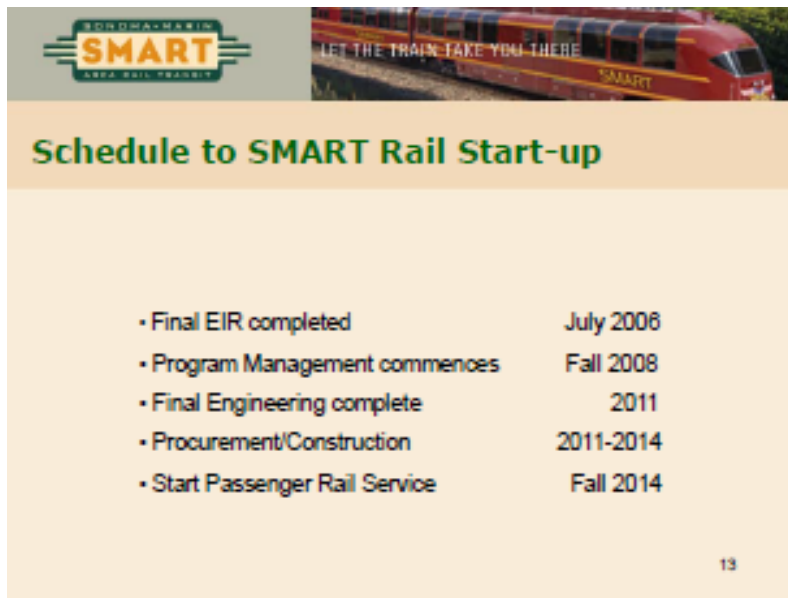 SONOMA-MARIN
SMART
AREA RAIL TRANSIT
LET THE TRAIN TAKE YOU THERE
SMART
Schedule to SMART Rail Start-up
• Final EIR completed July 2006
• Program Management commences Fall 2008
• Final Engineering complete 2011
• Procurement/Construction 2011-2014
• Start Passenger Rail Service Fall 2014
13